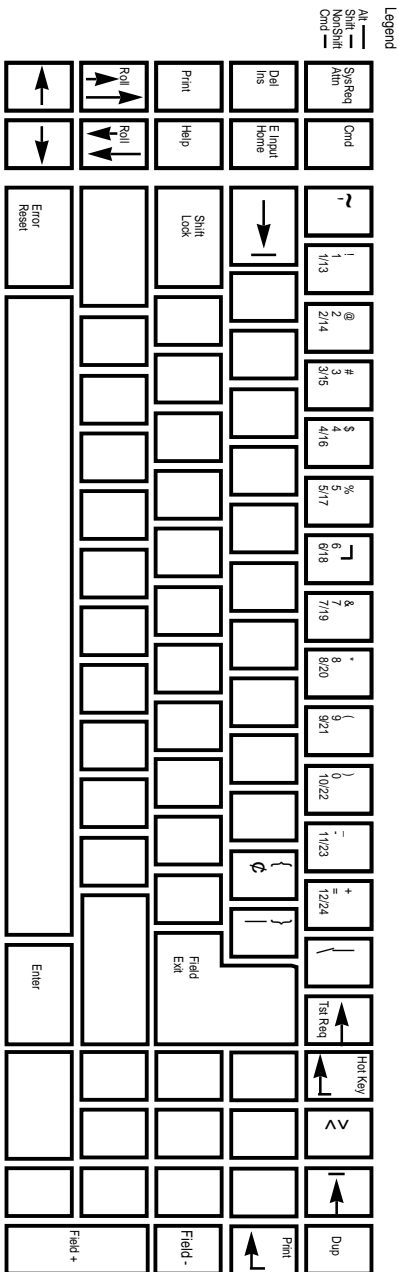 Legend
Alt
Shift
NonShift
Cmd
SysReq
Attn
Cmd
~
'
!
1
1/13
@
2
2/14
#
3
3/15
$
4
4/16
%
5
5/17
¬
6
6/18
&
7
7/19
*
8
8/20
(
9
9/21
)
0
10/22
_
-
11/23
+
=
12/24
|
\
Tst Req
Hot Key
>>
Dup
Del
Ins
E Input
Home
{
¢
}
|
Print
Print
Help
Shift
Lock
Field
Exit
Field -
Roll
Roll
Field +
Error
Reset
Enter